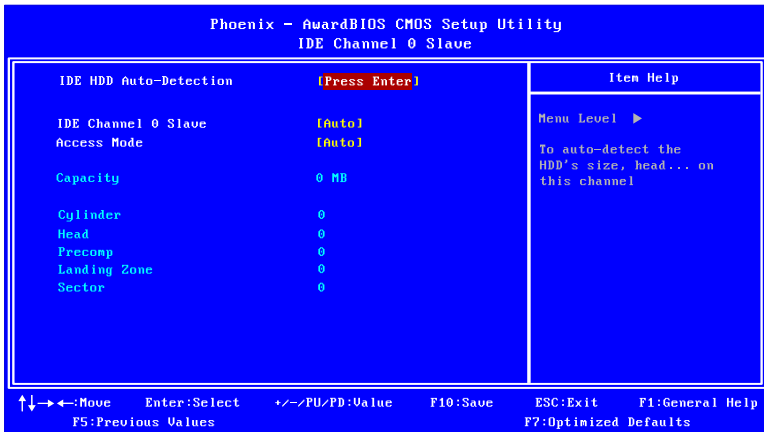 Phoenix - AwardBIOS CMOS Setup Utility
IDE Channel 0 Slave
IDE HDD Auto-Detection [Press Enter]
IDE Channel 0 Slave [Auto]
Access Mode [Auto]
Capacity 0 MB
Cylinder 0
Head 0
Precomp 0
Landing Zone 0
Sector 0
Item Help
Menu Level ▶
To auto-detect the
HDD's size, head... on
this channel
↑↓→←:Move Enter:Select +/-/PU/PD:Value F10:Save ESC:Exit F1:General Help
F5:Previous Values F7:Optimized Defaults